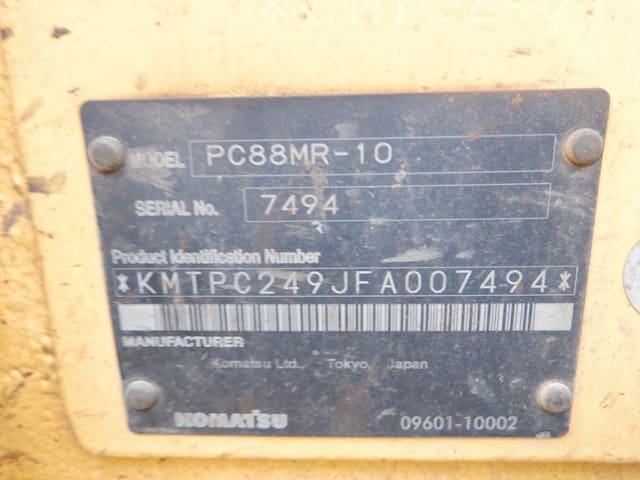 MODEL PC88MR-10
SERIAL No. 7494
Product Identification Number
*KMTPC249JFA007494*
MANUFACTURER
Komatsu Ltd., Tokyo, Japan
KOMATSU 09601-10002